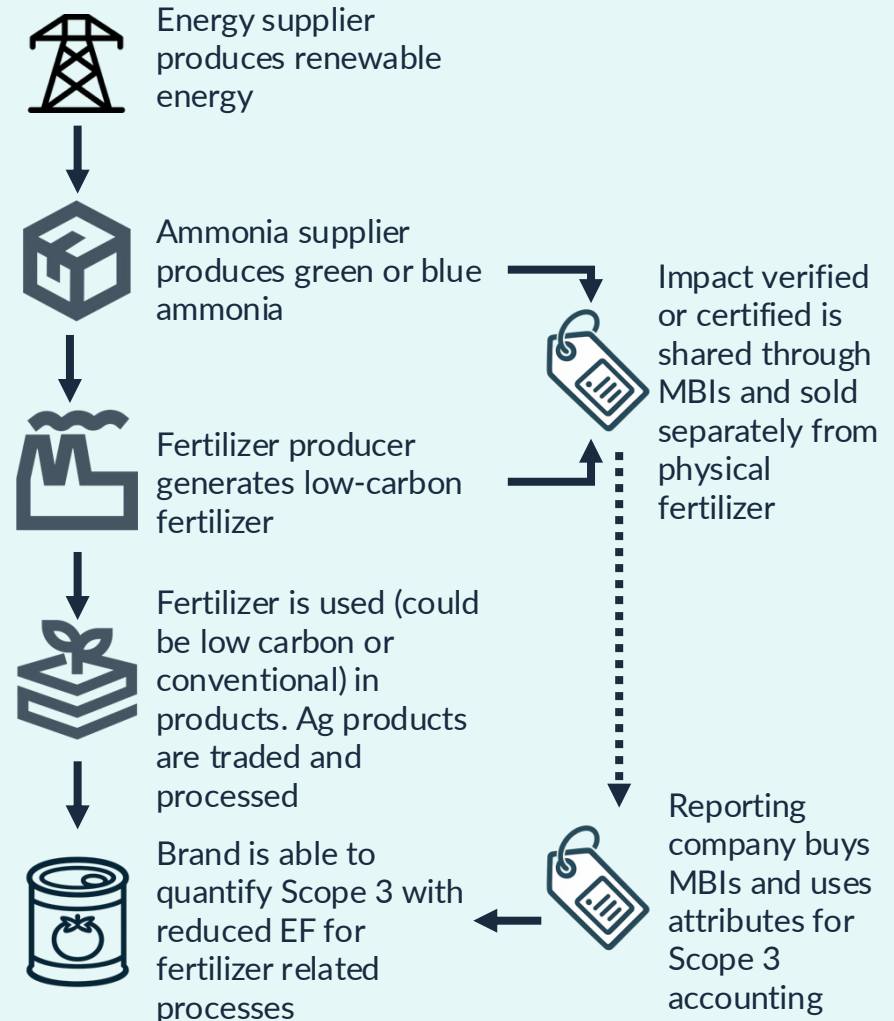 Energy supplier
produces renewable
energy
Ammonia supplier
produces green or blue
ammonia
Impact verified
or certified is
shared through
MBIs and sold
separately from
physical
fertilizer
Fertilizer producer
generates low-carbon
fertilizer
Fertilizer is used (could
be low carbon or
conventional) in
products. Ag products
are traded and
processed
Brand is able to
quantify Scope 3 with
reduced EF for
fertilizer related
processes
Reporting
company buys
MBIs and uses
attributes for
Scope 3
accounting